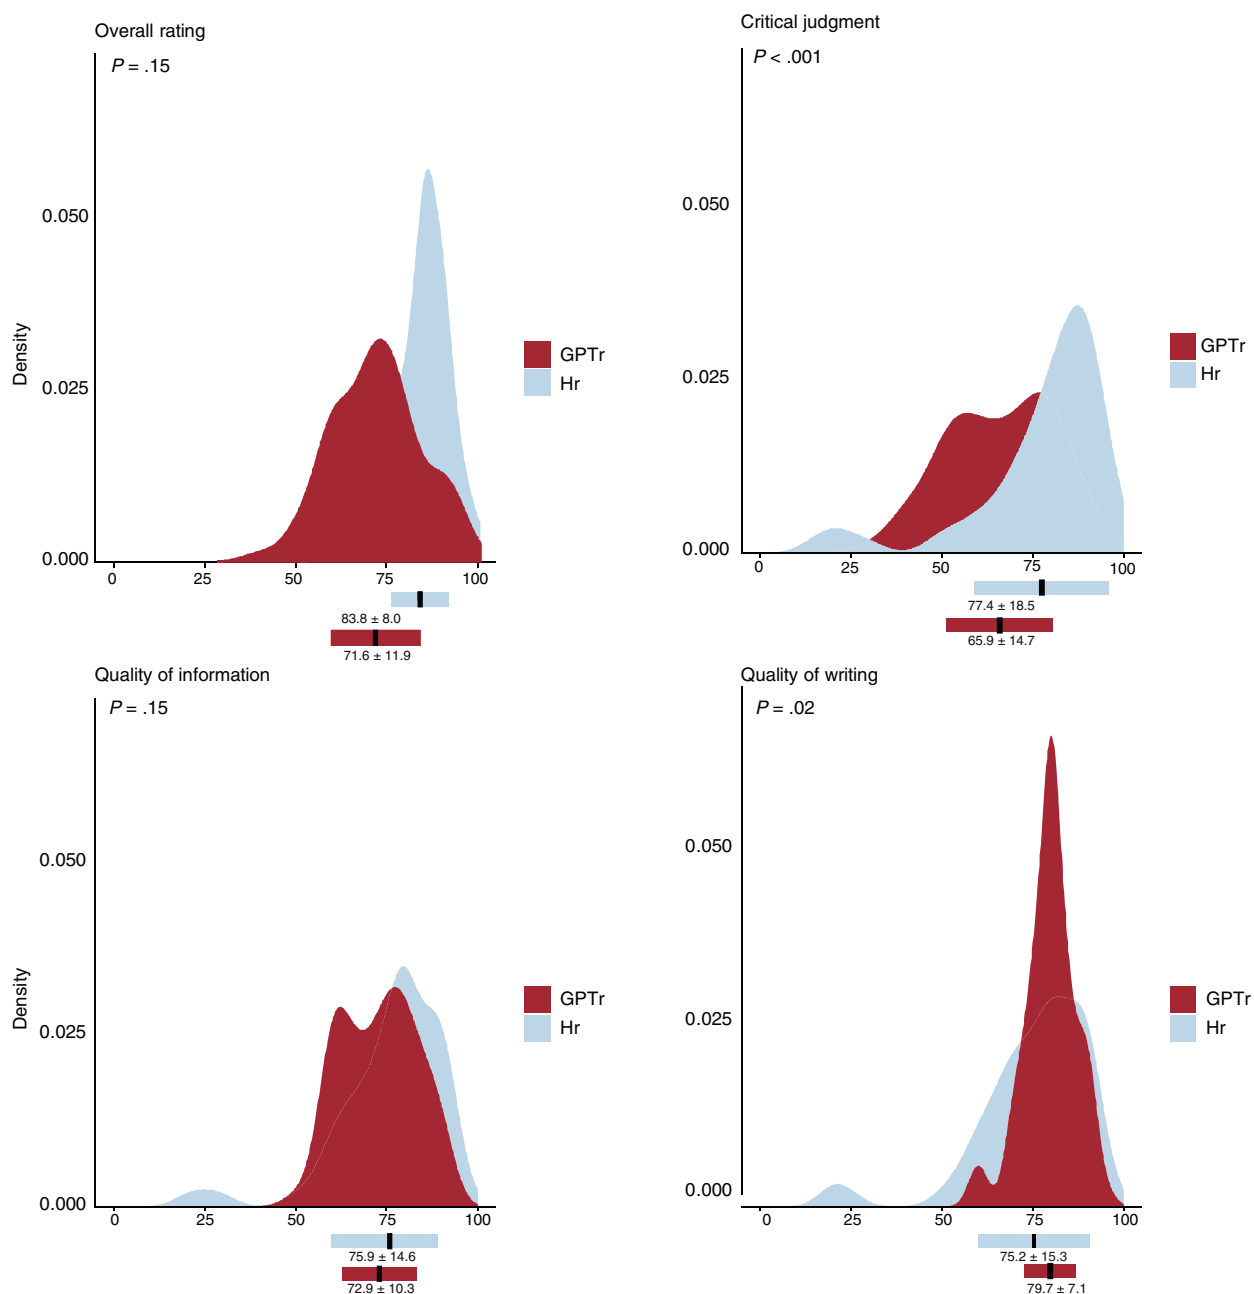 Overall rating
P = .15
0.050
Density
0.025
0.000
0 25 50 75 100
GPTr
Hr
83.8 ± 8.0
71.6 ± 11.9
Critical judgment
P < .001
0.050
0.025
0.000
0 25 50 75 100
GPTr
Hr
77.4 ± 18.5
65.9 ± 14.7
Quality of information
P = .15
0.050
Density
0.025
0.000
0 25 50 75 100
GPTr
Hr
75.9 ± 14.6
72.9 ± 10.3
Quality of writing
P = .02
0.050
0.025
0.000
0 25 50 75 100
GPTr
Hr
75.2 ± 15.3
79.7 ± 7.1